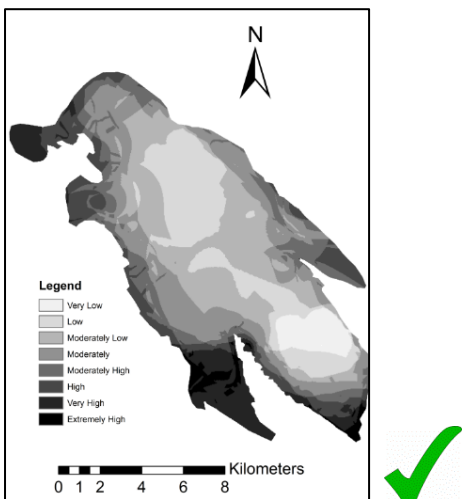 N
Legend
Very Low
Low
Moderately Low
Moderately
Moderately High
High
Very High
Extremely High
Kilometers
0 1 2 4 6 8